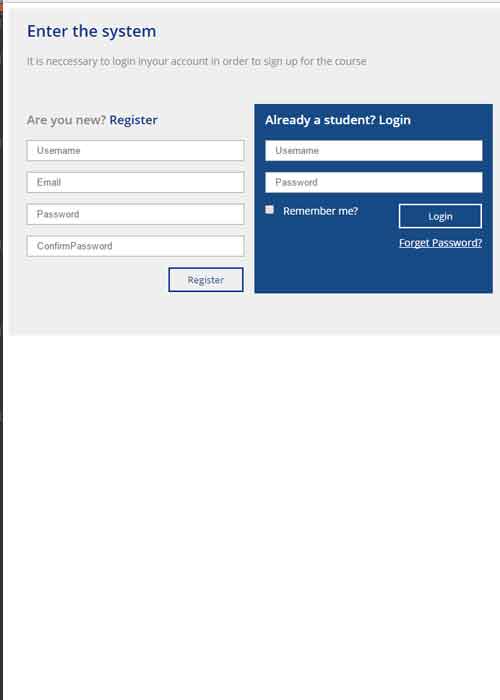 Enter the system
It is neccessary to login inyour account in order to sign up for the course
Are you new? Register
Username
Email
Password
ConfirmPassword
Register
Already a student? Login
Username
Password
Remember me?
Login
Forget Password?